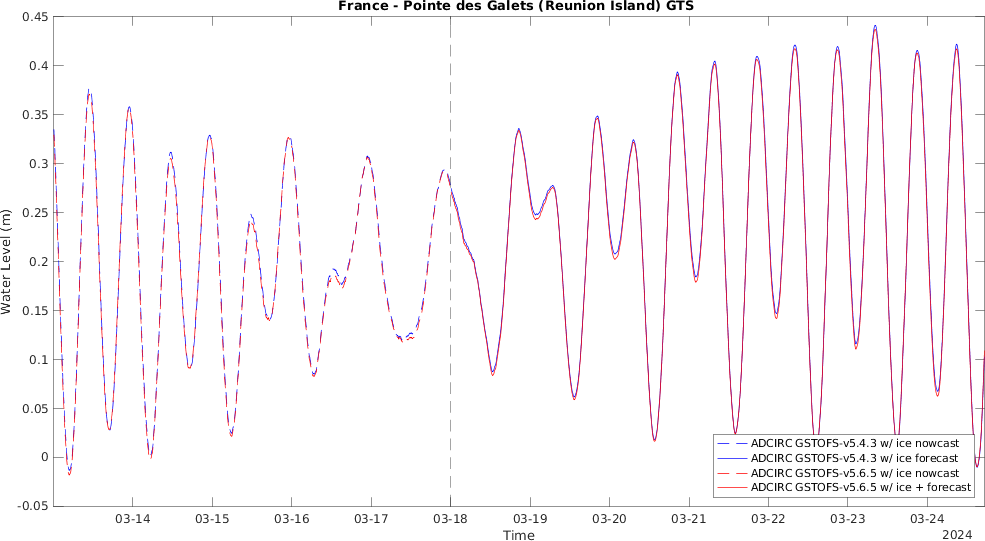 France - Pointe des Galets (Reunion Island) GTS
0.45
0.4
0.35
0.3
0.25
0.2
0.15
0.1
0.05
0
-0.05
Water Level (m)
03-14 03-15 03-16 03-17 03-18 03-19 03-20 03-21 03-22 03-23 03-24
Time
2024
ADCIRC GSTOFS-v5.4.3 w/ ice nowcast
ADCIRC GSTOFS-v5.4.3 w/ ice forecast
ADCIRC GSTOFS-v5.6.5 w/ ice nowcast
ADCIRC GSTOFS-v5.6.5 w/ ice + forecast